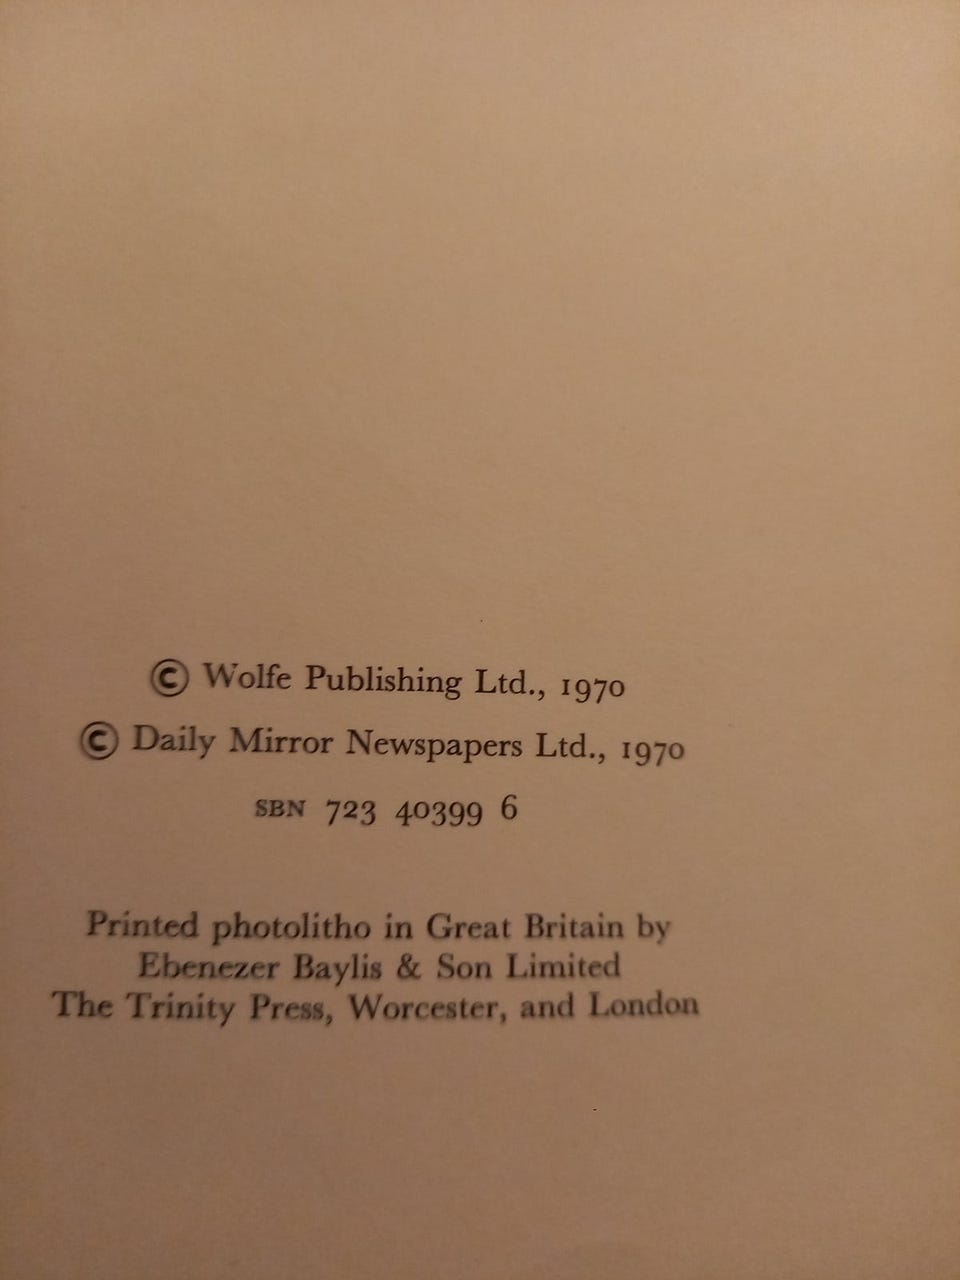 © Wolfe Publishing Ltd., 1970
© Daily Mirror Newspapers Ltd., 1970
SBN 723 40399 6
Printed photolitho in Great Britain by
Ebenezer Baylis & Son Limited
The Trinity Press, Worcester, and London